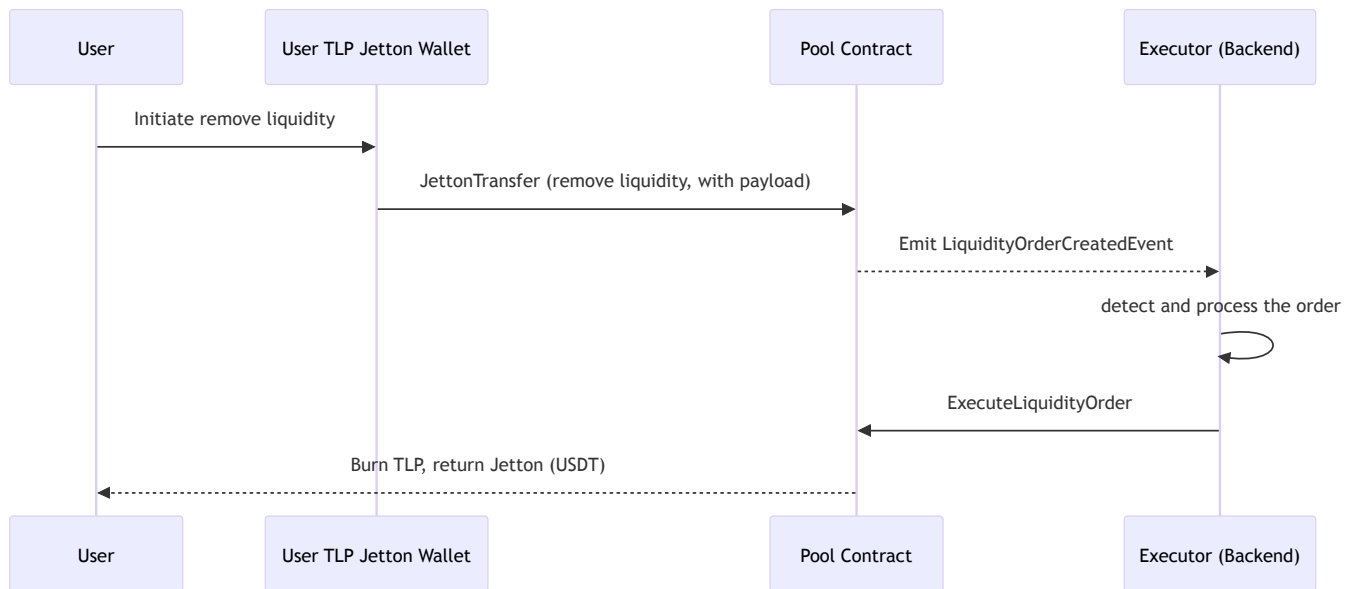 User
User TLP Jetton Wallet
Pool Contract
Executor (Backend)
Initiate remove liquidity
JettonTransfer (remove liquidity, with payload)
Emit LiquidityOrderCreatedEvent
detect and process the order
ExecuteLiquidityOrder
Burn TLP, return Jetton (USDT)
User
User TLP Jetton Wallet
Pool Contract
Executor (Backend)